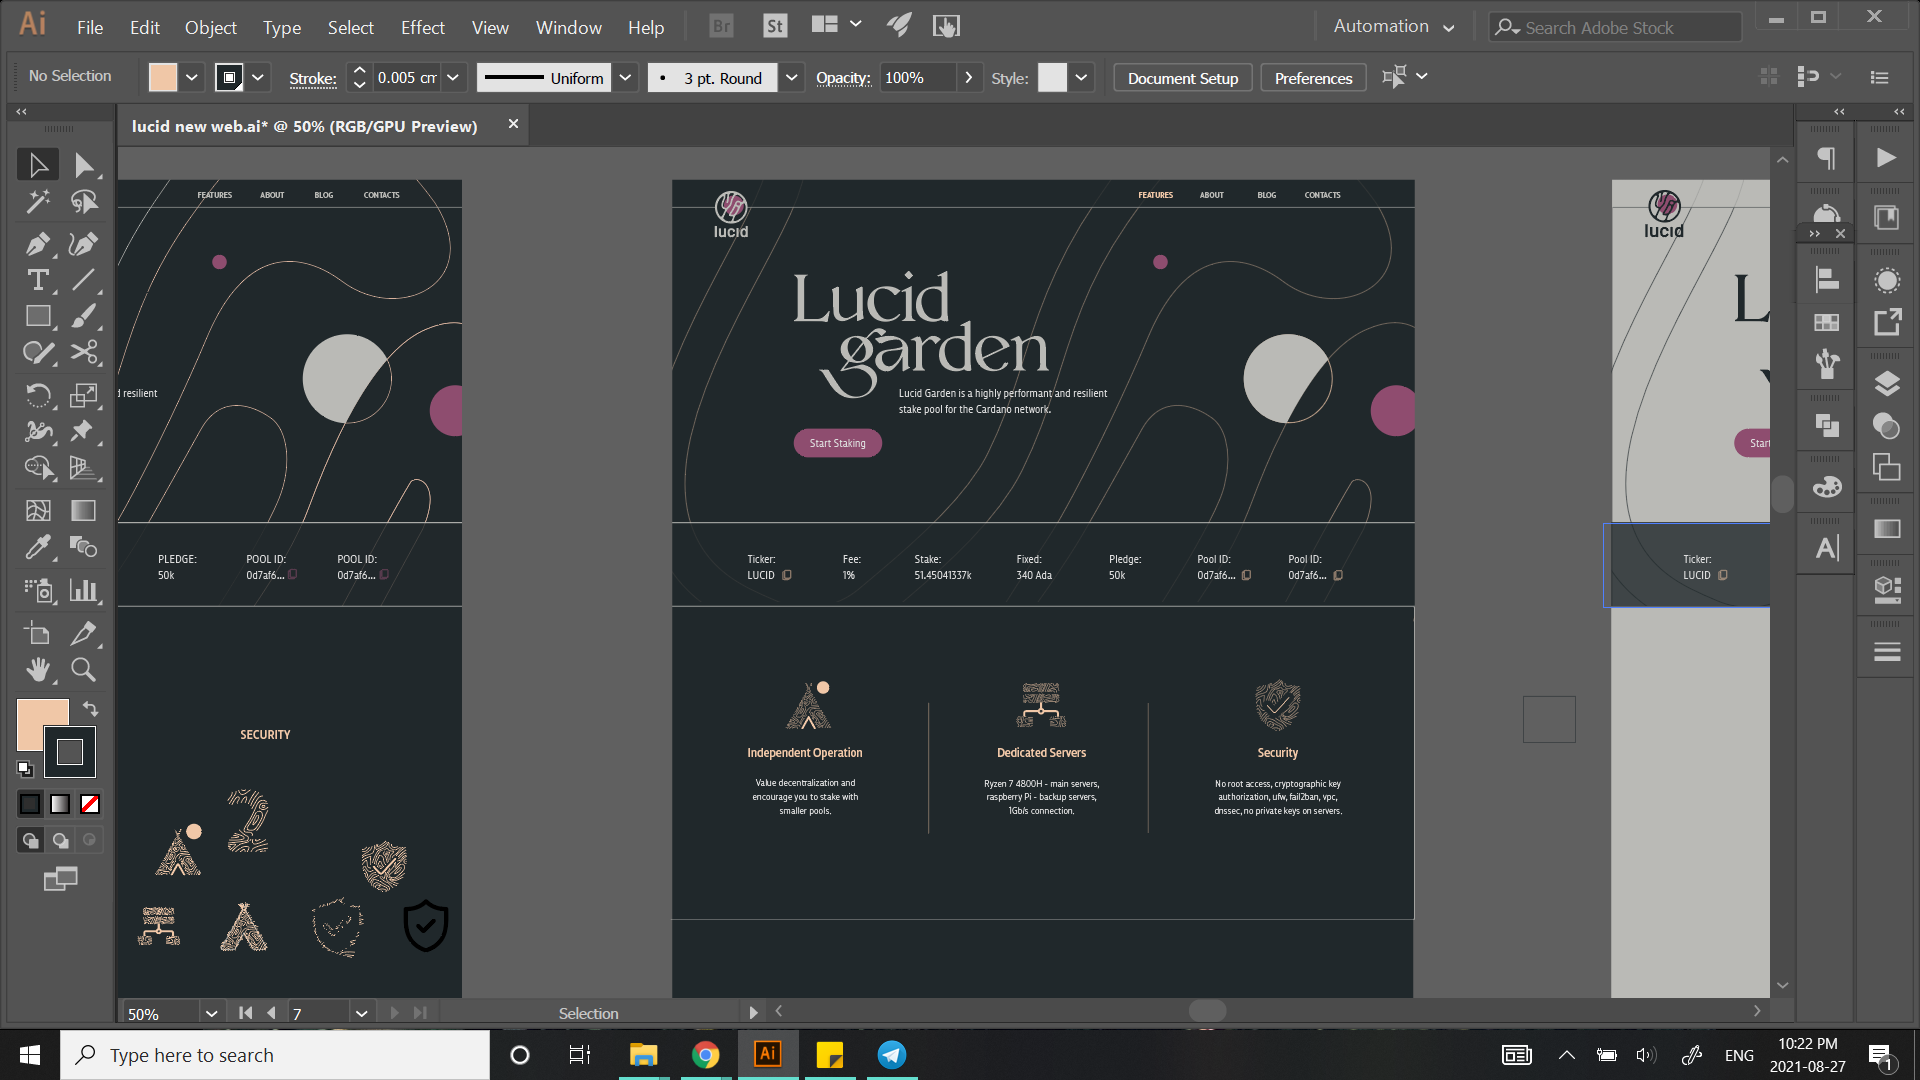 Ai File Edit Object Type Select Effect View Window Help Br St Automation Search Adobe Stock
No Selection Stroke: 0.005 cm Uniform 3 pt. Round Opacity: 100% Style: Document Setup Preferences
lucid new web.ai* @ 50% (RGB/GPU Preview)
FEATURES ABOUT BLOG CONTACTS
resilient
PLEDGE: POOL ID: POOL ID:
50k 0d7af6... 0d7af6...
SECURITY
2
FEATURES ABOUT BLOG CONTACTS
lucid
Lucid
garden
Lucid Garden is a highly performant and resilient
stake pool for the Cardano network.
Start Staking
Ticker: Fee: Stake: Fixed: Pledge: Pool ID: Pool ID:
LUCID 1% 51.45041337k 340 Ada 50k 0d7af6... 0d7af6...
Independent Operation
Value decentralization and
encourage you to stake with
smaller pools.
Dedicated Servers
Ryzen 7 4800H - main servers,
raspberry Pi - backup servers,
1Gb/s connection.
Security
No root access, cryptographic key
authorization, ufw, fail2ban, vpc,
dnssec, no private keys on servers.
lucid
L
Start
Ticker:
LUCID
50% 7 Selection
Type here to search
Ai
ENG
10:22 PM
2021-08-27
1